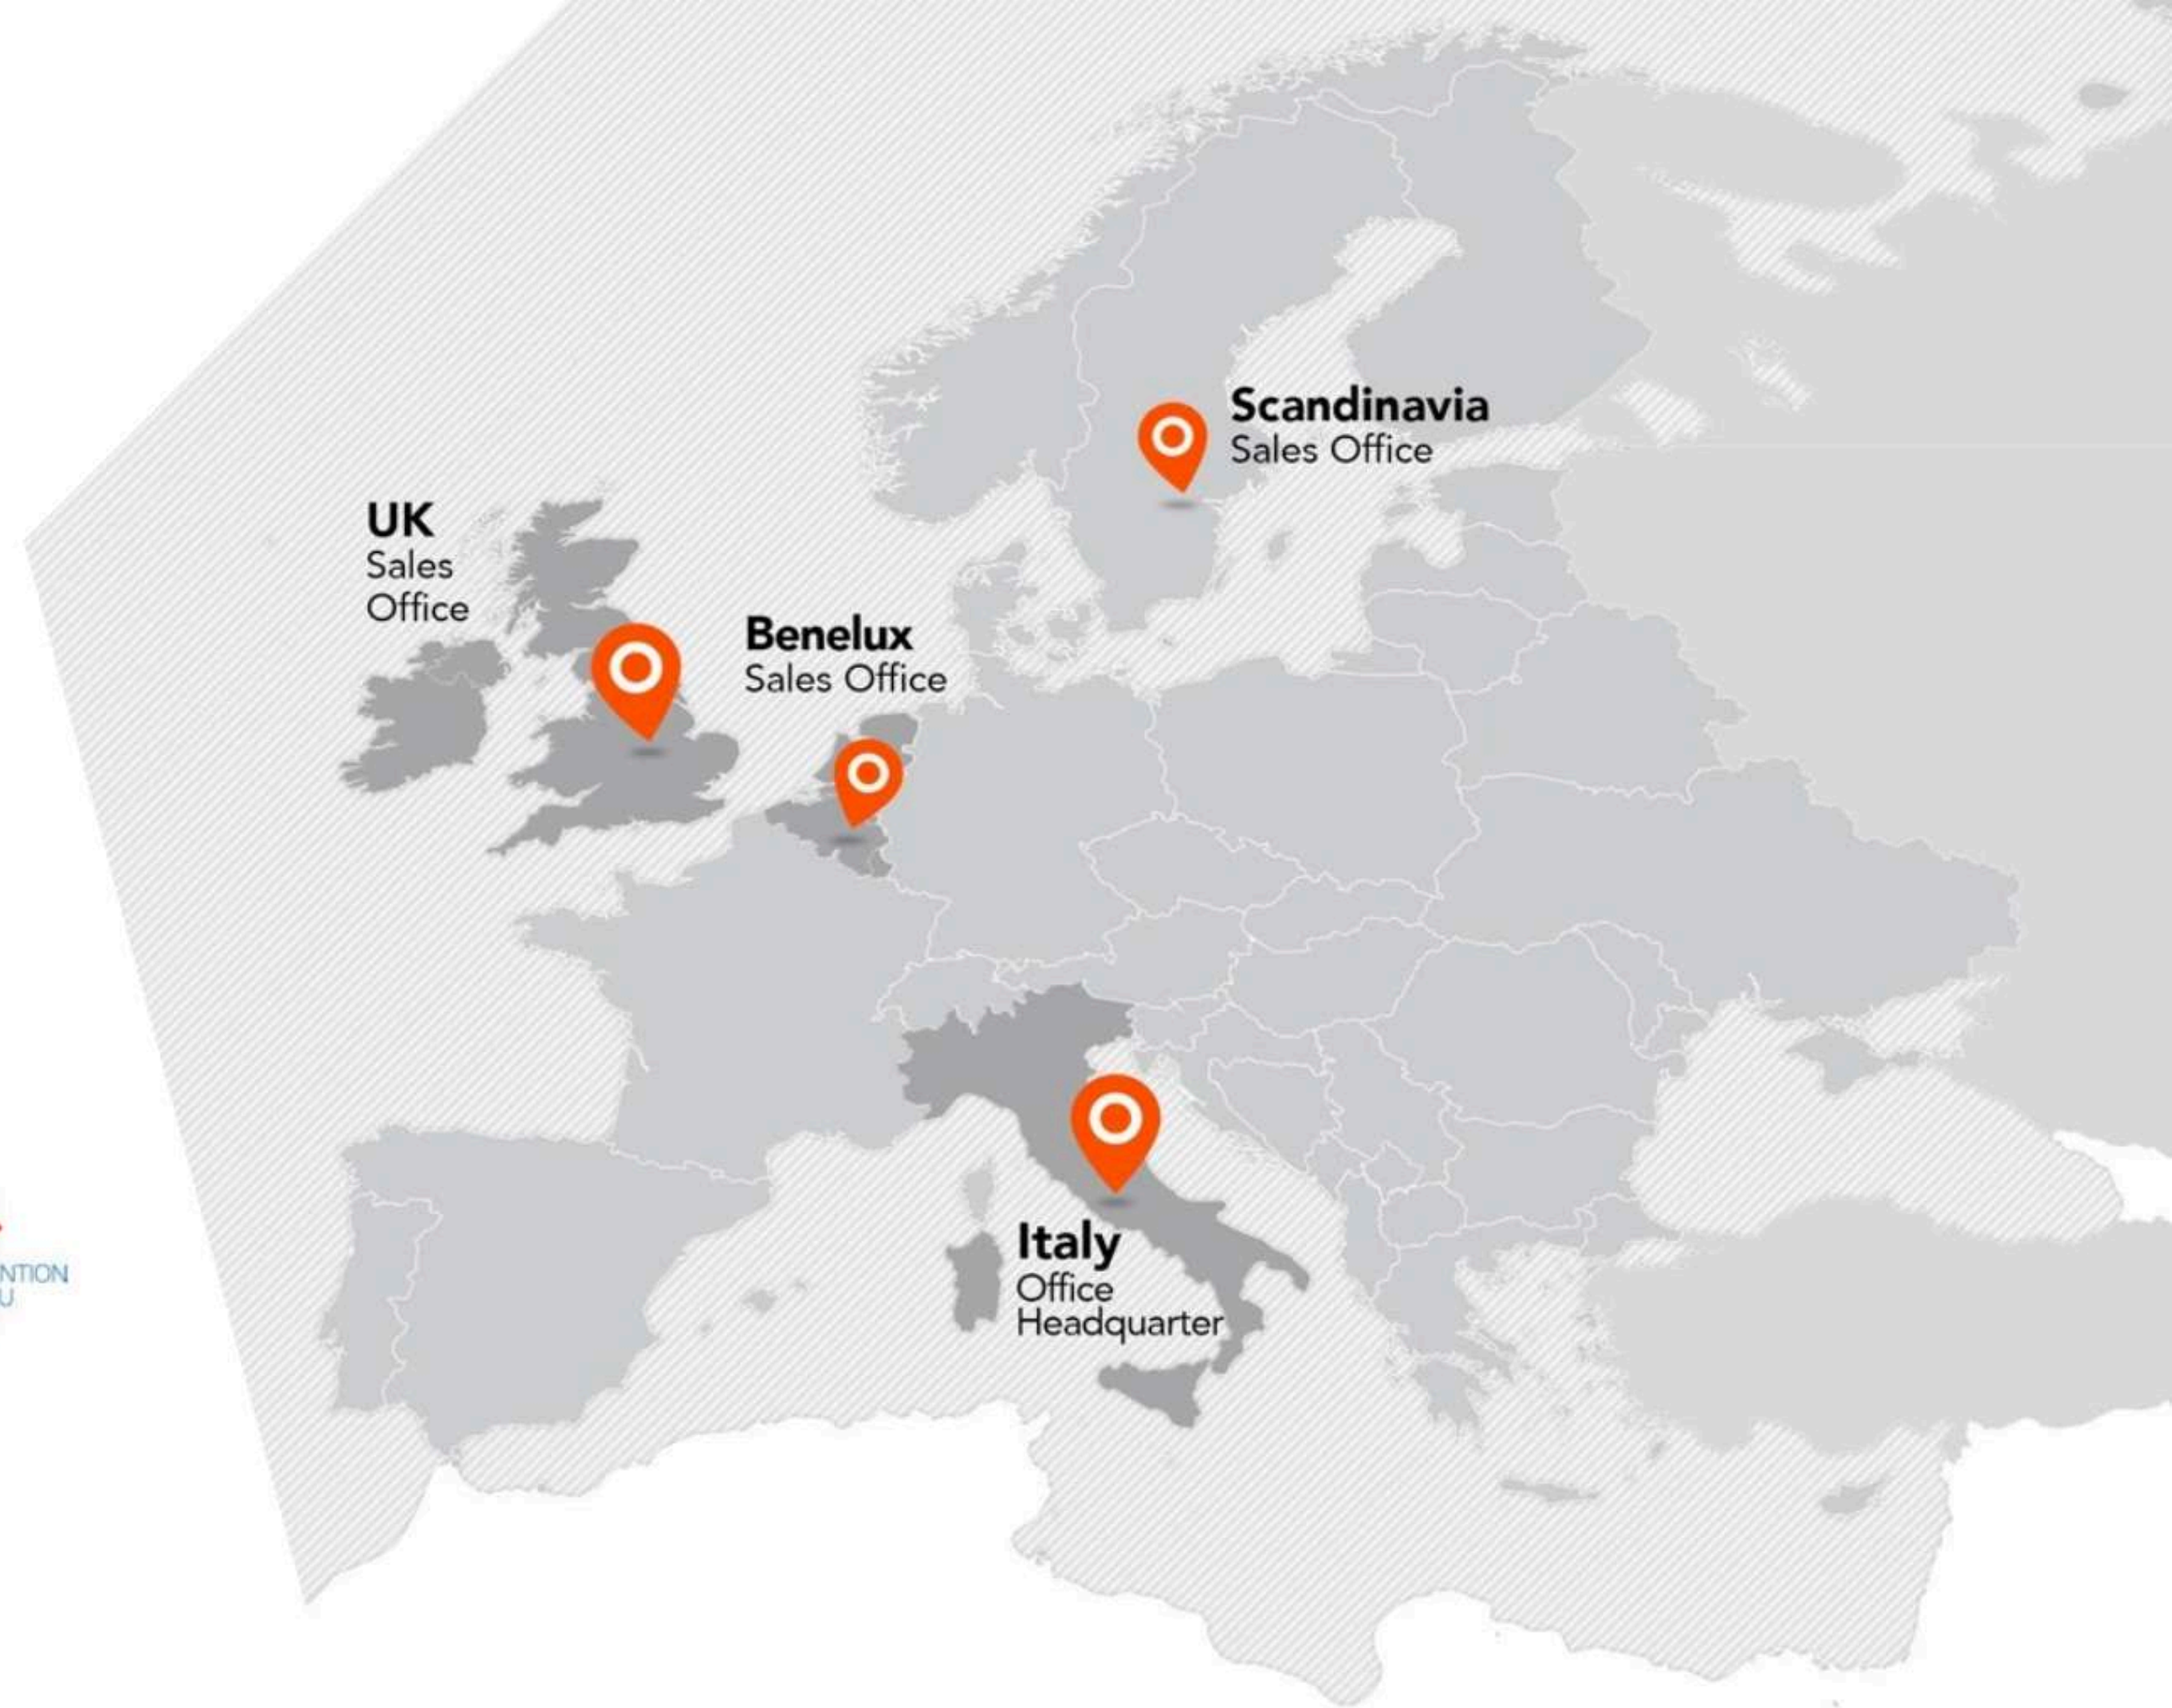 Scandinavia
Sales Office
UK
Sales
Office
Benelux
Sales Office
Italy
Office
Headquarter